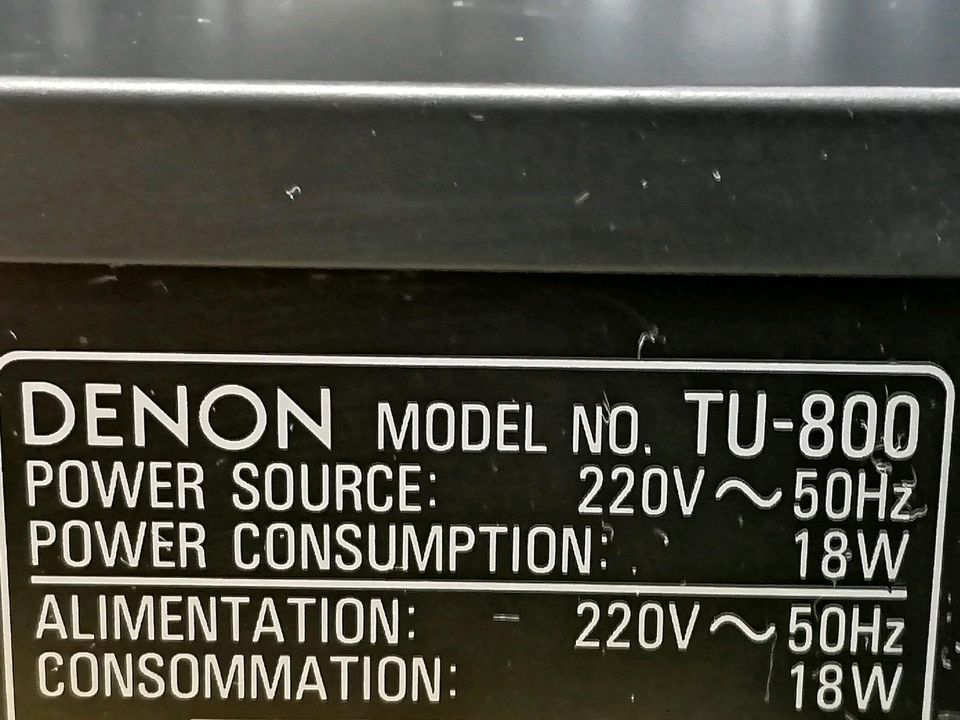 DENON MODEL NO. TU-800
POWER SOURCE: 220V ~ 50Hz
POWER CONSUMPTION: 18W
ALIMENTATION: 220V ~ 50Hz
CONSOMMATION: 18W